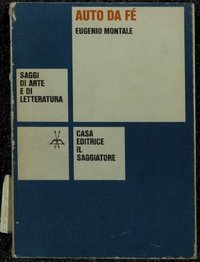 AUTO DA FÉ
EUGENIO MONTALE
SAGGI
DI ARTE
E DI
LETTERATURA
CASA
EDITRICE
IL
SAGGIATORE